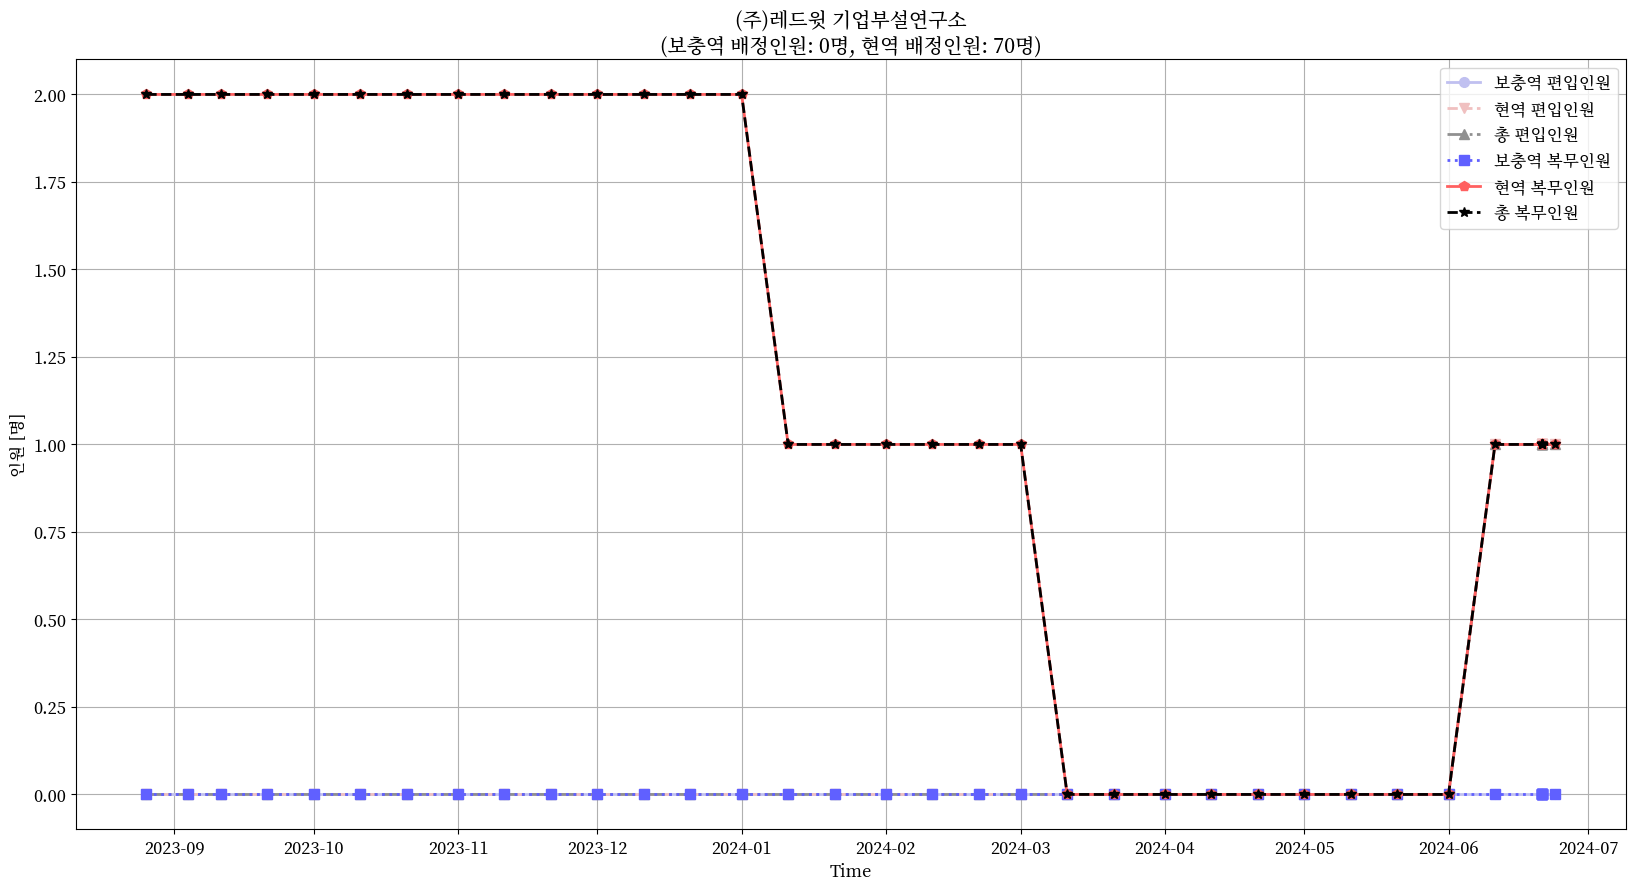 (주)레드윗 기업부설연구소
(보충역 배정인원: 0명, 현역 배정인원: 70명)
보충역 편입인원
현역 편입인원
총 편입인원
보충역 복무인원
현역 복무인원
총 복무인원
인원 [명]
2.00
1.75
1.50
1.25
1.00
0.75
0.50
0.25
0.00
2023-09 2023-10 2023-11 2023-12 2024-01 2024-02 2024-03 2024-04 2024-05 2024-06 2024-07
Time